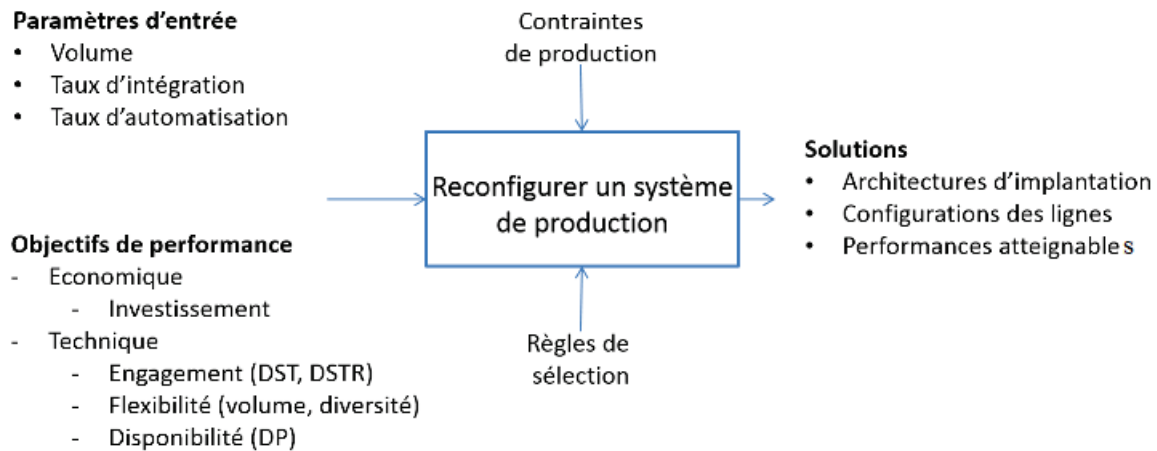 Paramètres d'entrée
• Volume
• Taux d'intégration
• Taux d'automatisation
Contraintes
de production
Reconfigurer un système
de production
Solutions
• Architectures d'implantation
• Configurations des lignes
• Performances atteignables
Objectifs de performance
- Economique
- Investissement
- Technique
- Engagement (DST, DSTR)
- Flexibilité (volume, diversité)
- Disponibilité (DP)
Règles de
sélection